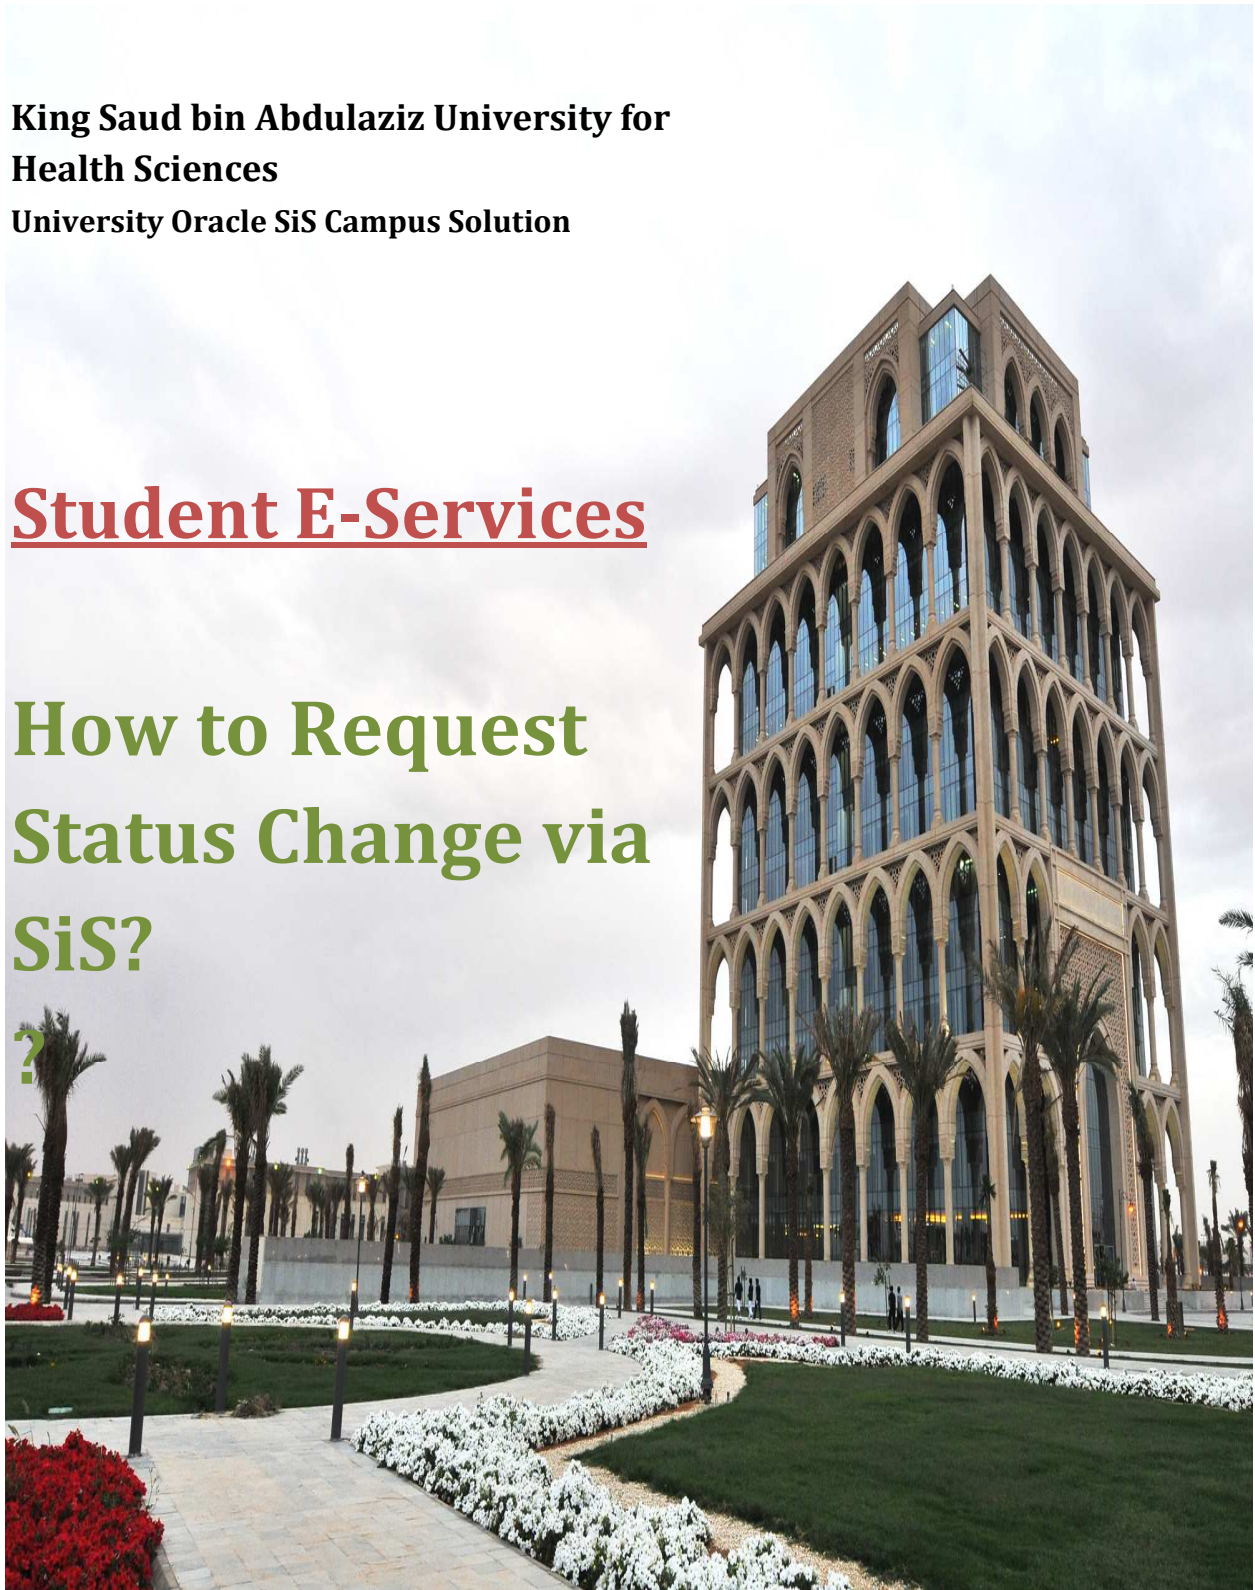 King Saud bin Abdulaziz University for
Health Sciences
University Oracle SiS Campus Solution
Student E-Services
How to Request
Status Change via
SiS?
?